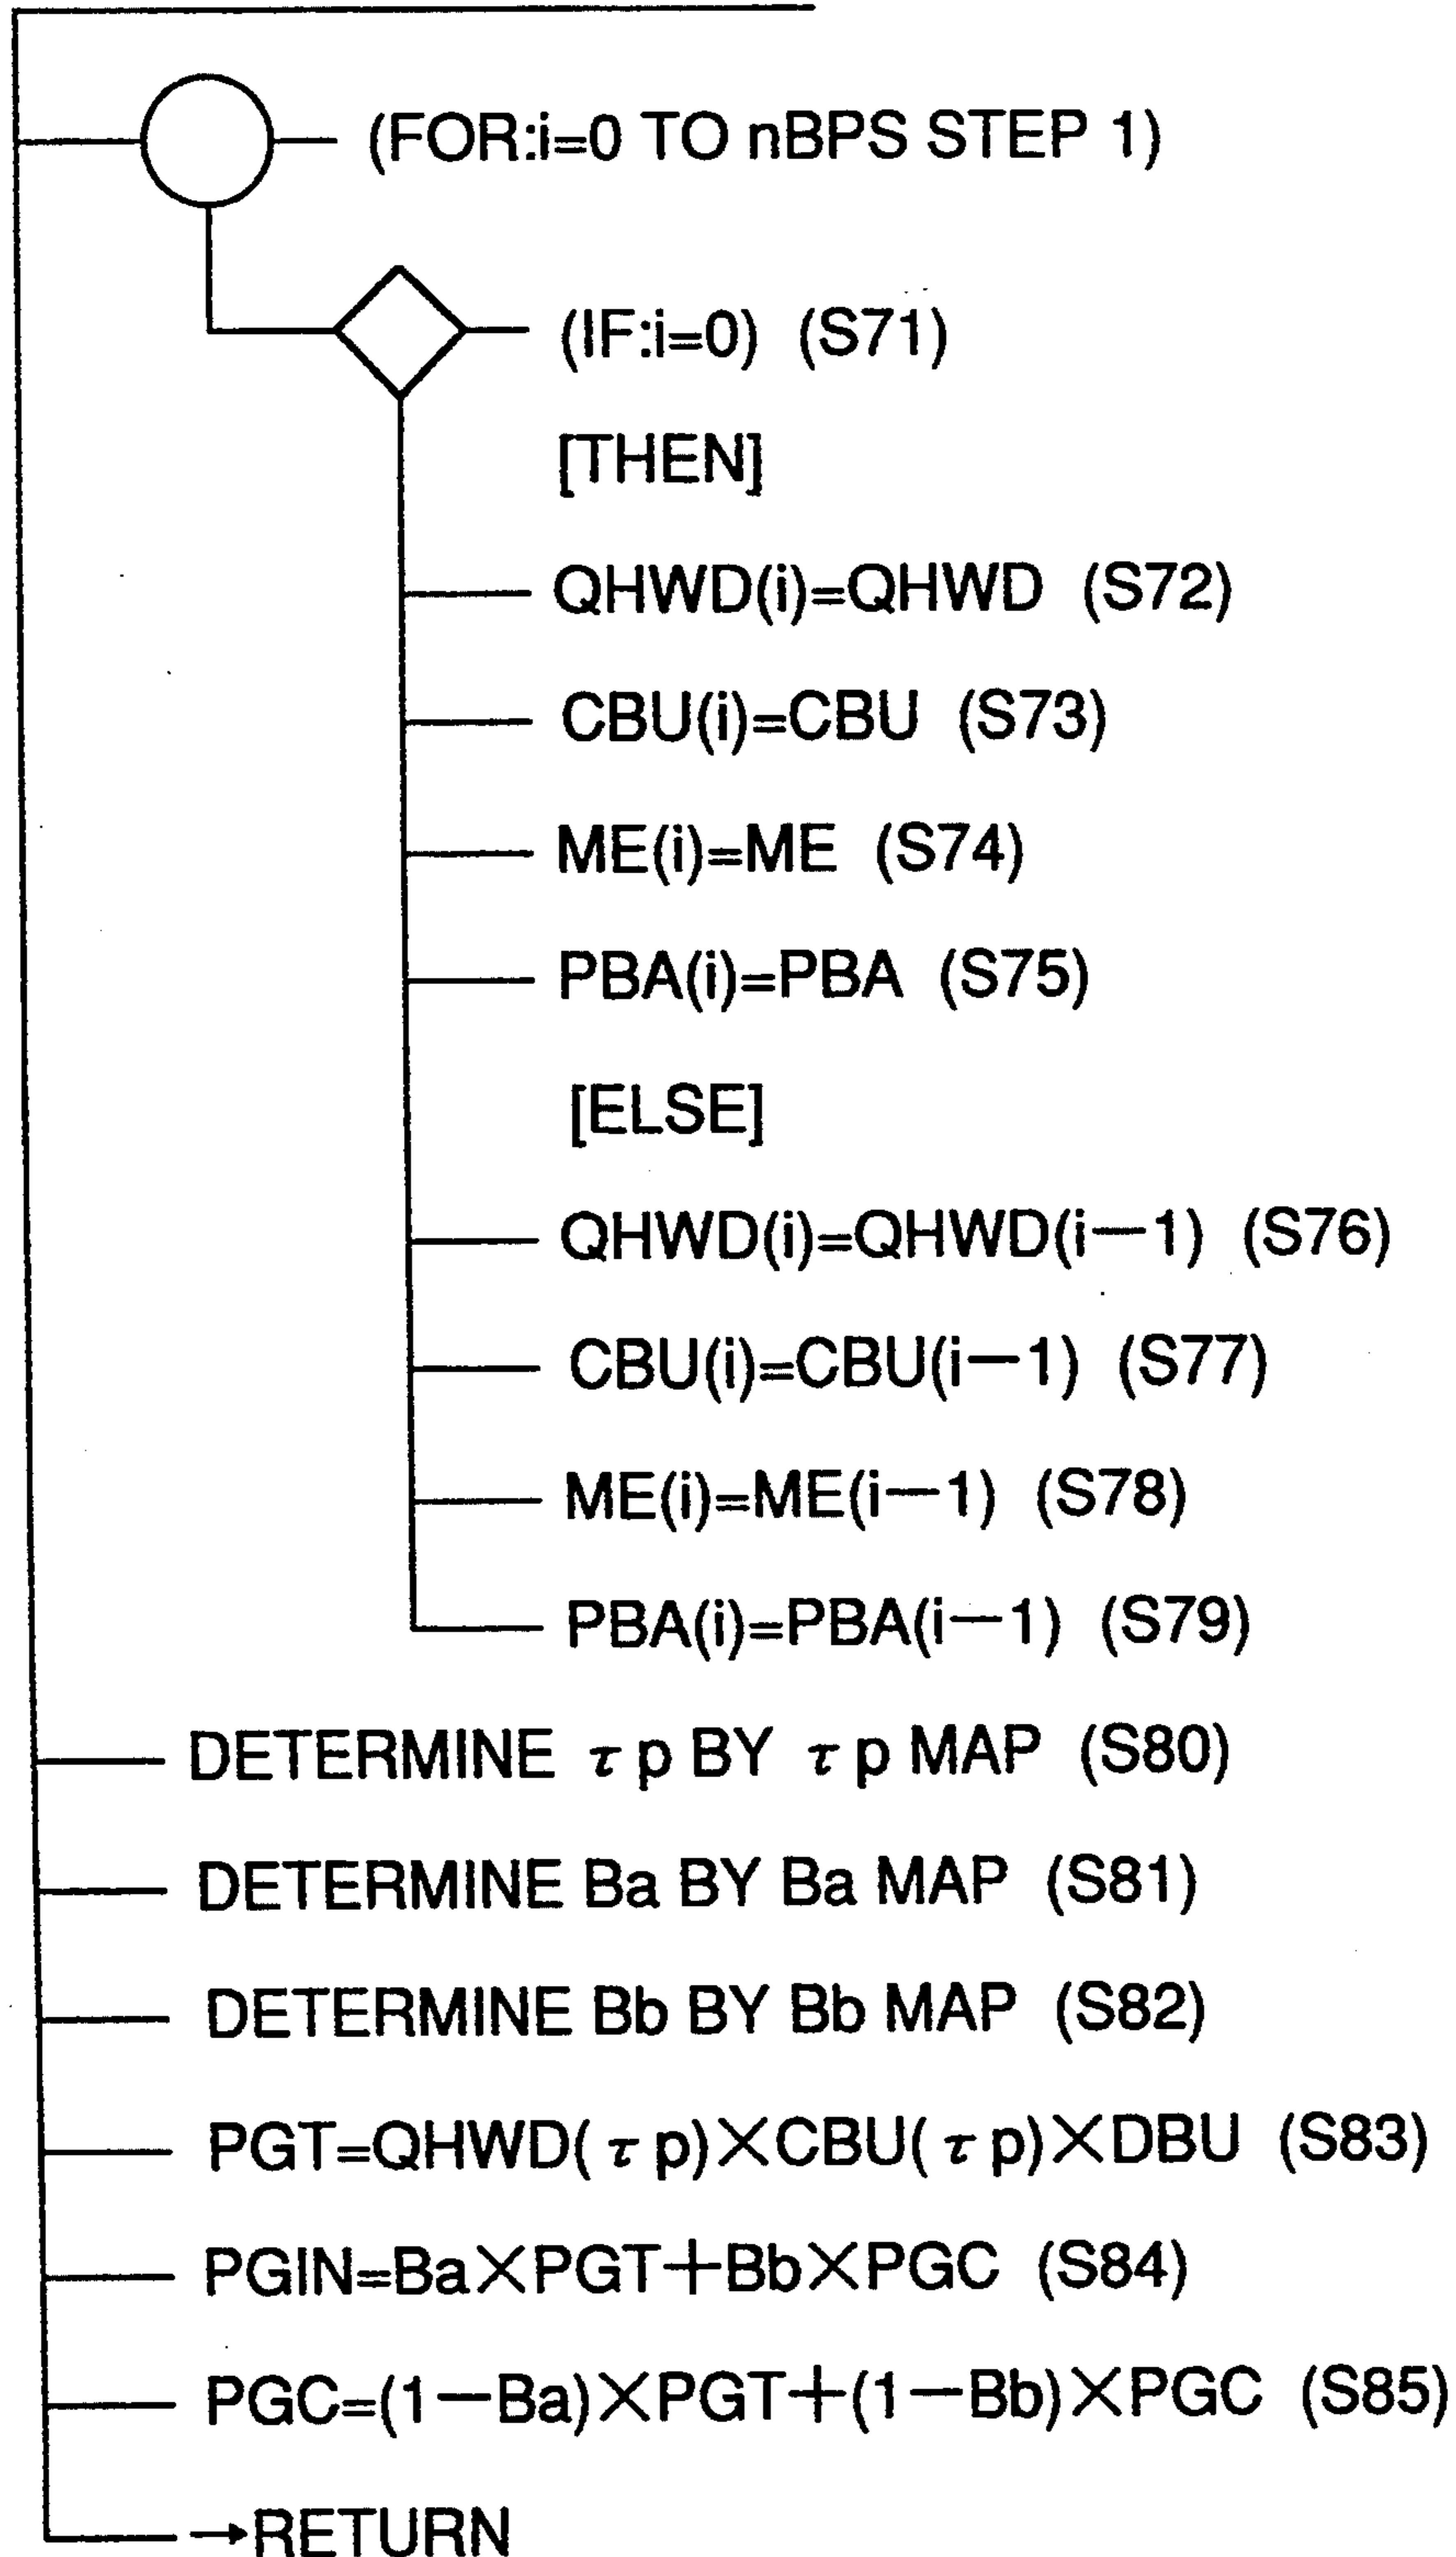 (FOR:i=0 TO nBPS STEP 1)
(IF:i=0) (S71)
[THEN]
QHWD(i)=QHWD (S72)
CBU(i)=CBU (S73)
ME(i)=ME (S74)
PBA(i)=PBA (S75)
[ELSE]
QHWD(i)=QHWD(i−1) (S76)
CBU(i)=CBU(i−1) (S77)
ME(i)=ME(i−1) (S78)
PBA(i)=PBA(i−1) (S79)
DETERMINE τp BY τp MAP (S80)
DETERMINE Ba BY Ba MAP (S81)
DETERMINE Bb BY Bb MAP (S82)
PGT=QHWD(τp)×CBU(τp)×DBU (S83)
PGIN=Ba×PGT+Bb×PGC (S84)
PGC=(1−Ba)×PGT+(1−Bb)×PGC (S85)
→RETURN